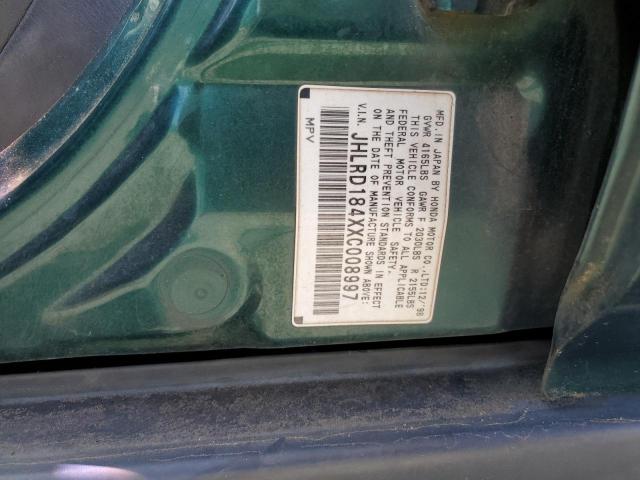 MFD. IN JAPAN BY HONDA MOTOR CO., LTD: 12/'98
GVWR 4165LBS GAWR F 2030LBS R 2155LBS
THIS VEHICLE CONFORMS TO ALL APPLICABLE
FEDERAL MOTOR VEHICLE SAFETY,
AND THEFT PREVENTION STANDARDS IN EFFECT
ON THE DATE OF MANUFACTURE SHOWN ABOVE:
V.I.N. JHLRD184XXC008997
MPV